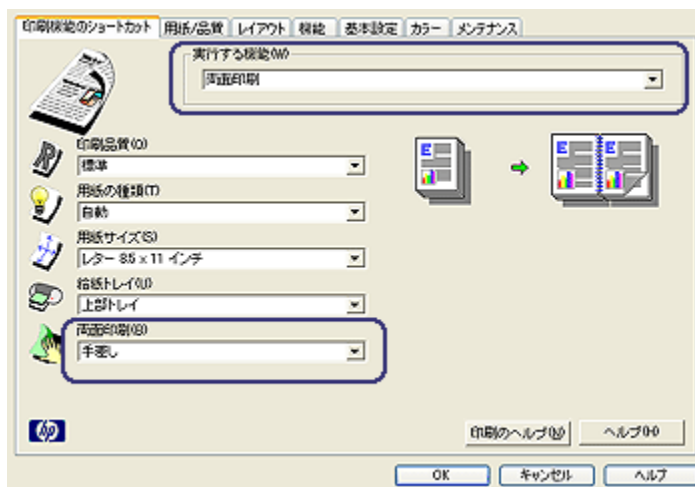 印刷機能のショートカット 用紙/品質 レイアウト 機能 基本設定 カラー メンテナンス
実行する機能(W)
両面印刷
印刷品質(Q)
標準
用紙の種類(T)
自動
用紙サイズ(S)
レター 8.5 x 11 インチ
給紙トレイ(U)
上部トレイ
両面印刷(B)
手差し
hp
印刷のヘルプ(N) ヘルプ(H)
OK キャンセル ヘルプ